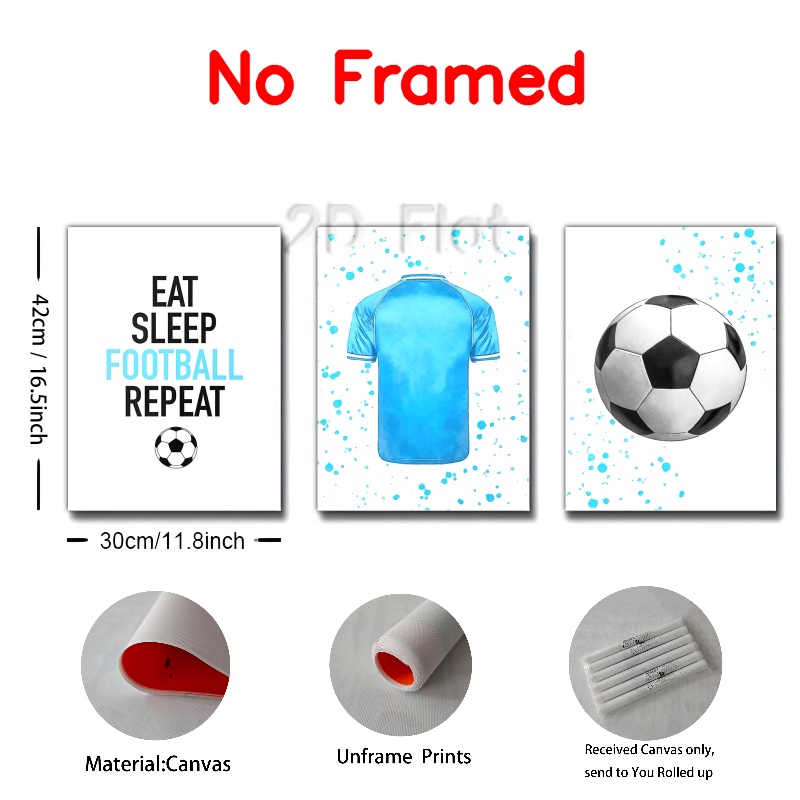 No Framed
2D Flat
EAT
SLEEP
FOOTBALL
REPEAT
42cm / 16.5inch
30cm/11.8inch
Material:Canvas
Unframe Prints
Received Canvas only,
send to You Rolled up